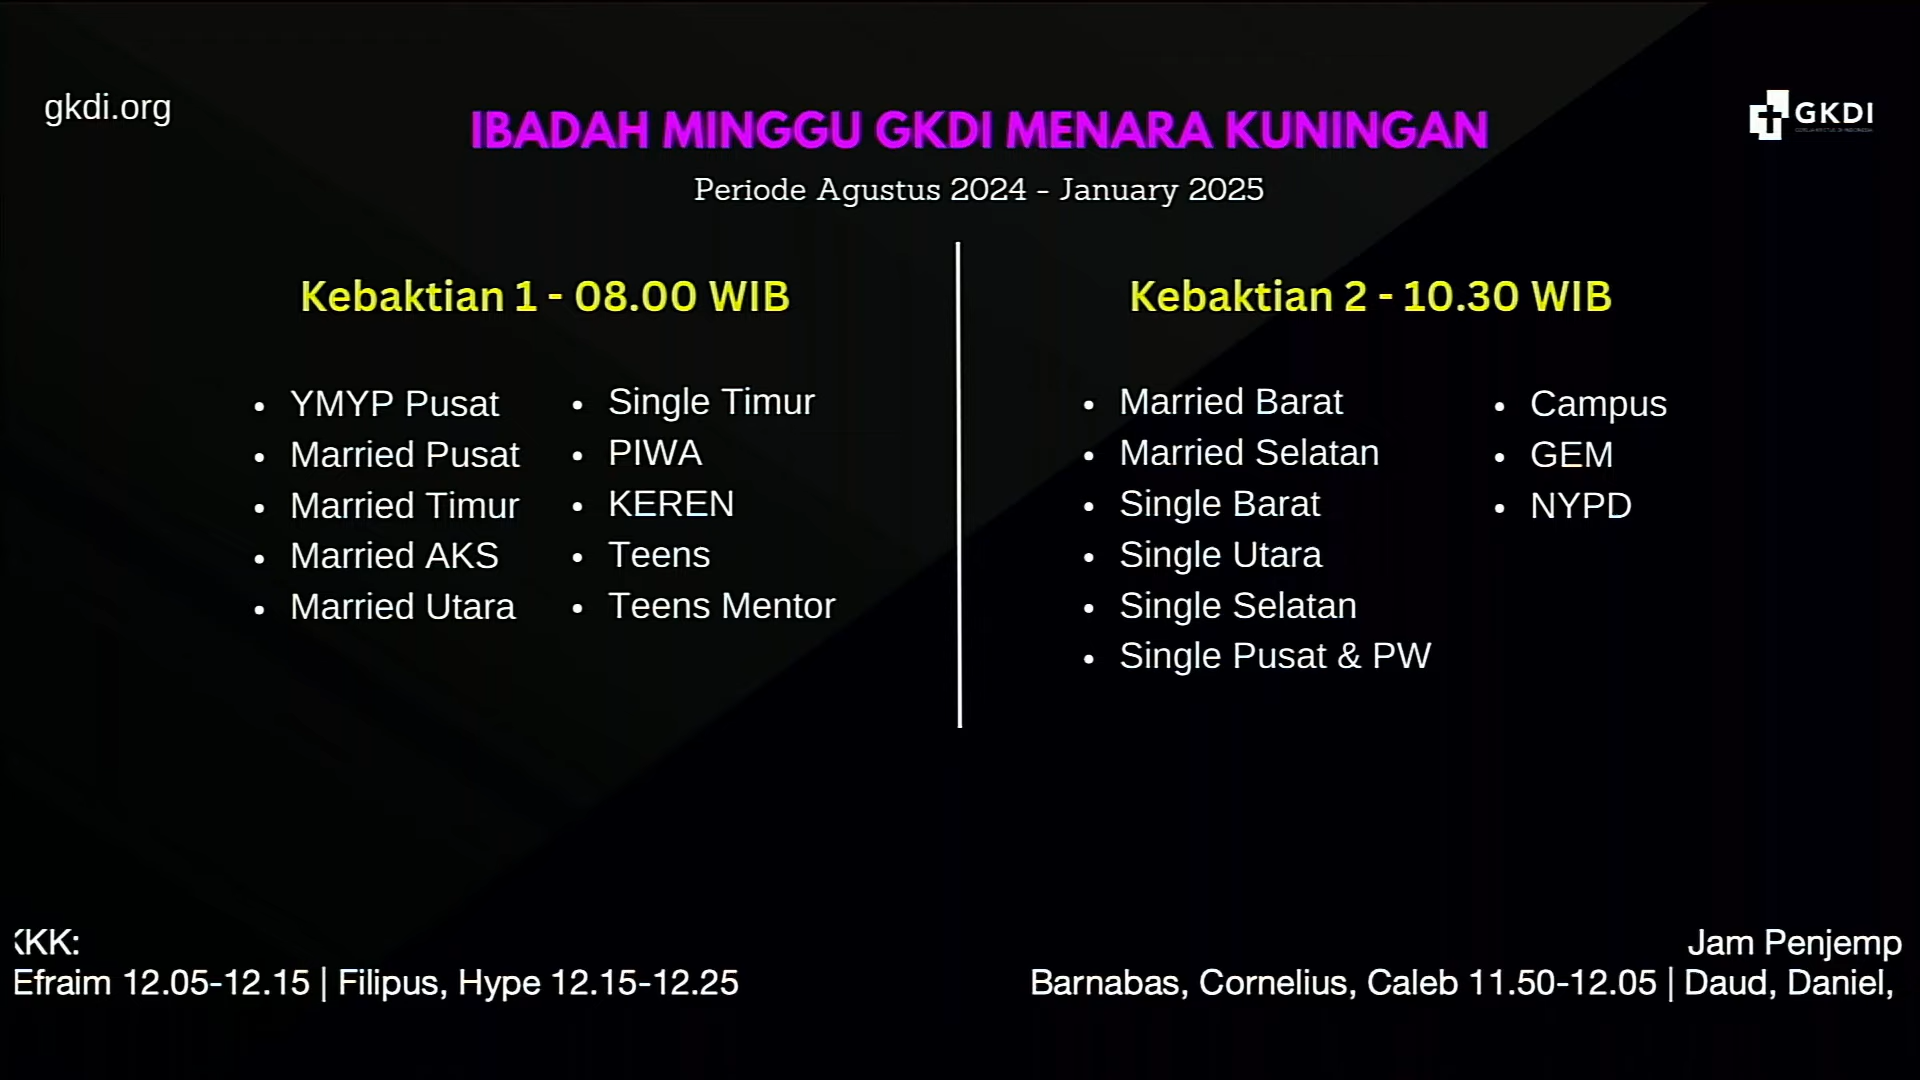 gkdi.org
IBADAH MINGGU GKDI MENARA KUNINGAN
GKDI
Periode Agustus 2024 - January 2025
Kebaktian 1 - 08.00 WIB
• YMYP Pusat
• Married Pusat
• Married Timur
• Married AKS
• Married Utara
• Single Timur
• PIWA
• KEREN
• Teens
• Teens Mentor
Kebaktian 2 - 10.30 WIB
• Married Barat
• Married Selatan
• Single Barat
• Single Utara
• Single Selatan
• Single Pusat & PW
• Campus
• GEM
• NYPD
KKK:
Efraim 12.05-12.15 | Filipus, Hype 12.15-12.25
Jam Penjemp
Barnabas, Cornelius, Caleb 11.50-12.05 | Daud, Daniel,